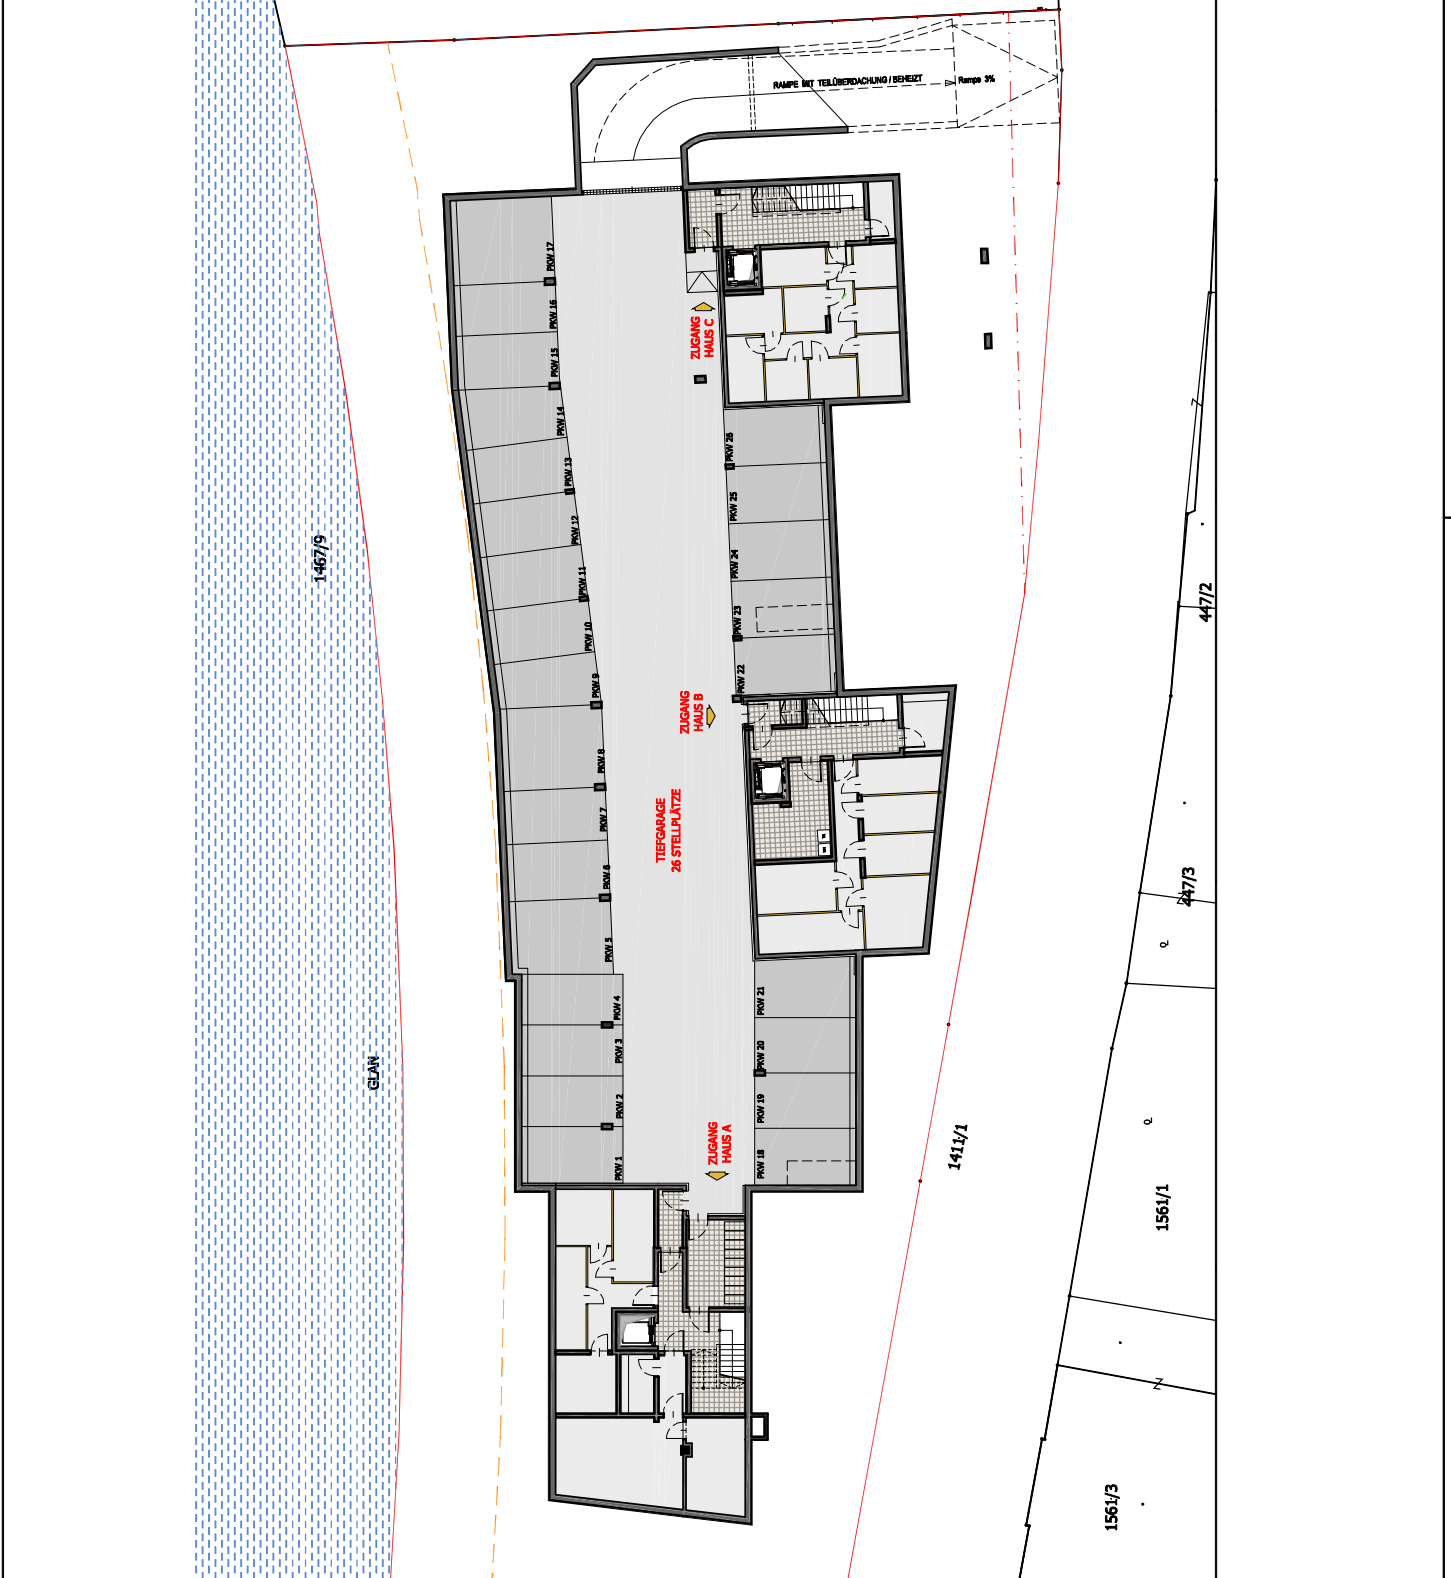 RAMPE MIT TEILÜBERDACHUNG / BEHEIZT
Rampe 3%
PKW 17
PKW 16
PKW 15
PKW 14
PKW 13
PKW 12
PKW 11
PKW 10
PKW 9
PKW 8
PKW 7
PKW 6
PKW 5
PKW 4
PKW 3
PKW 2
PKW 1
ZUGANG
HAUS C
PKW 26
PKW 25
PKW 24
PKW 23
PKW 22
ZUGANG
HAUS B
TIEFGARAGE
26 STELLPLÄTZE
PKW 21
PKW 20
PKW 19
PKW 18
ZUGANG
HAUS A
1467/9
GLAN
1411/1
447/2
447/3
1561/1
1561/3